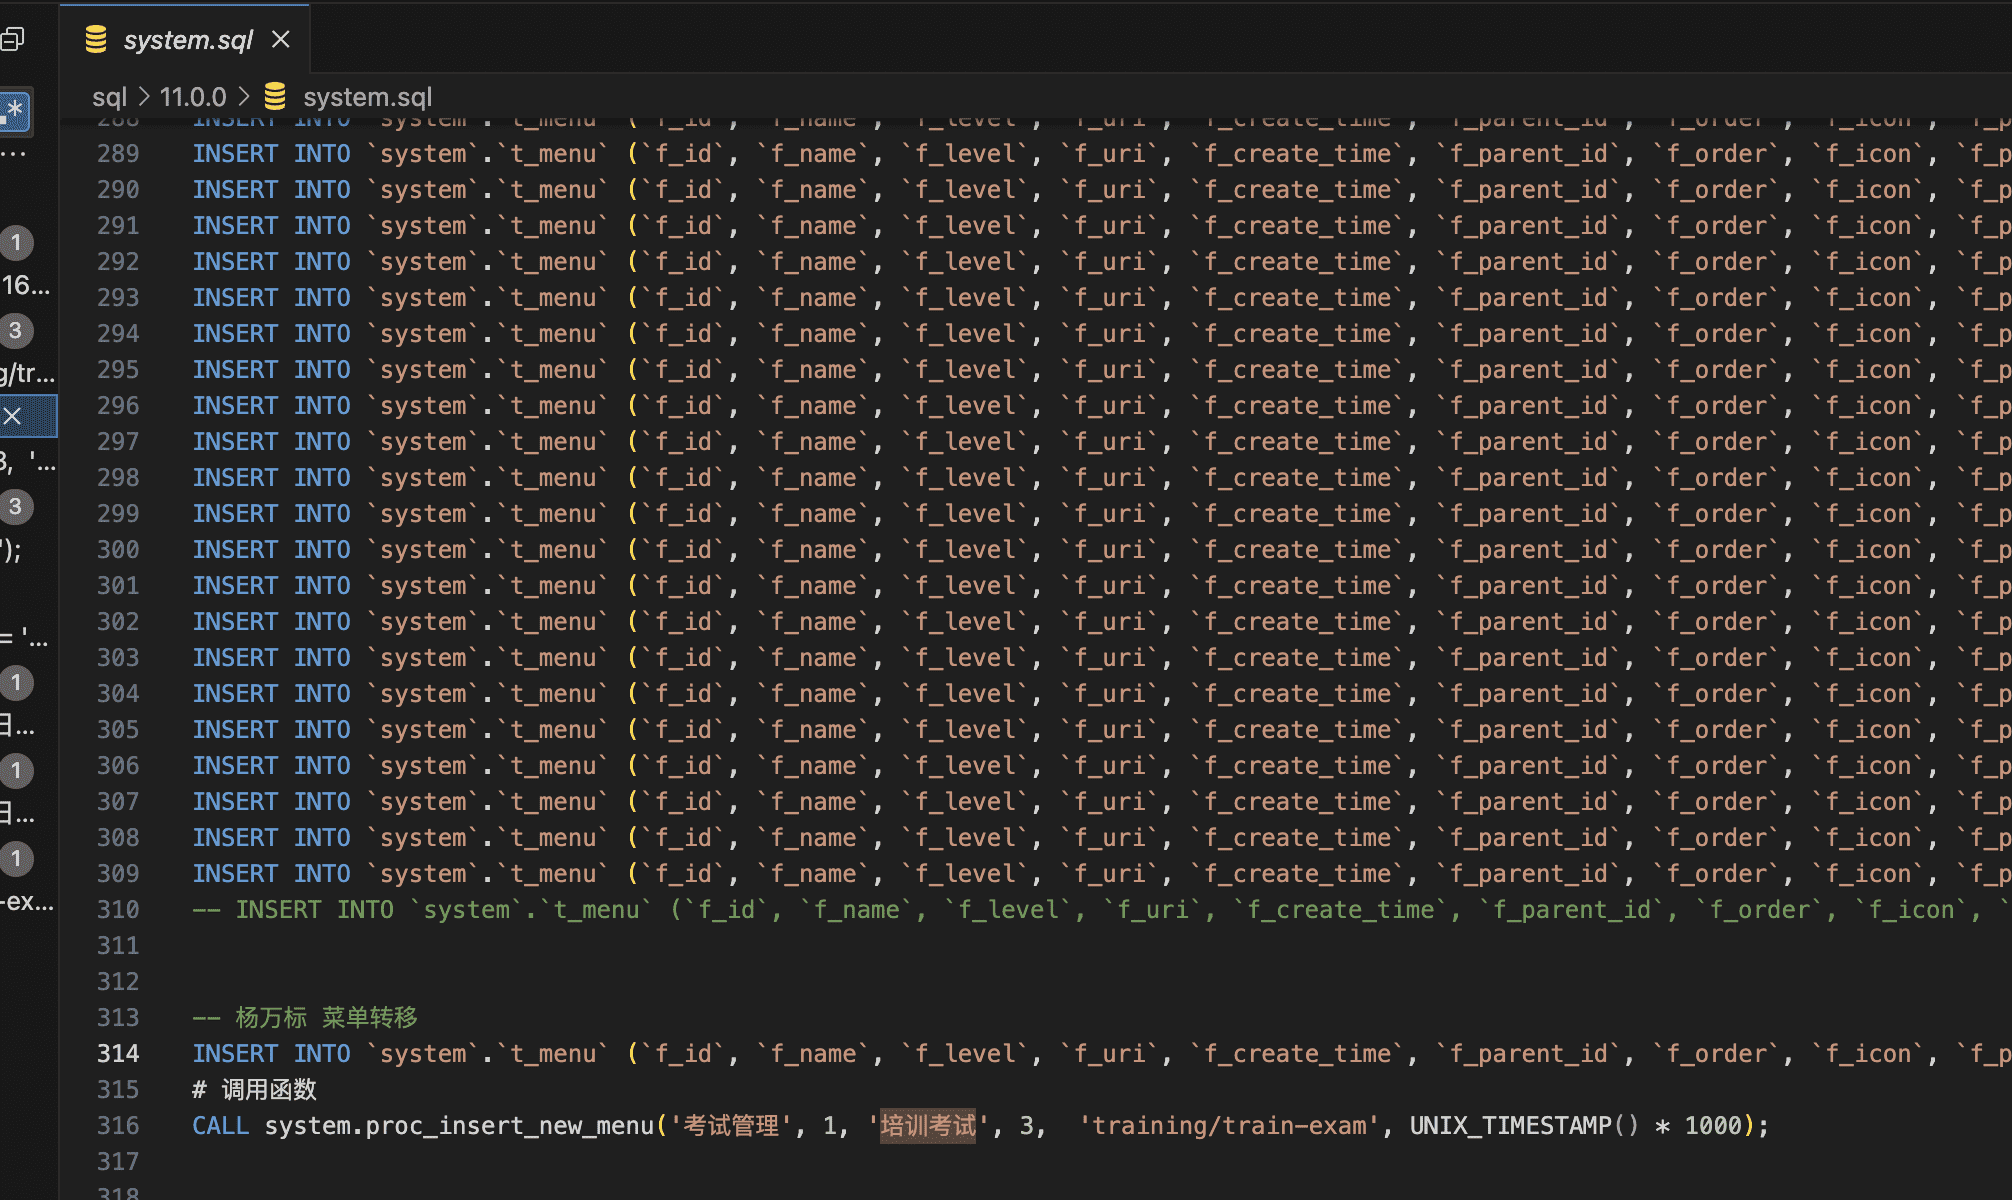 system.sql
sql > 11.0.0 > system.sql
.*
...
1
16...
3
g/tr...
3, '...
3
');
= '...
1
日...
1
日...
1
-ex...
288 INSERT INTO `system`.`t_menu` (`f_id`, `f_name`, `f_level`, `f_uri`, `f_create_time`, `f_parent_id`, `f_order`, `f_icon`, `f_p
289 INSERT INTO `system`.`t_menu` (`f_id`, `f_name`, `f_level`, `f_uri`, `f_create_time`, `f_parent_id`, `f_order`, `f_icon`, `f_p
290 INSERT INTO `system`.`t_menu` (`f_id`, `f_name`, `f_level`, `f_uri`, `f_create_time`, `f_parent_id`, `f_order`, `f_icon`, `f_p
291 INSERT INTO `system`.`t_menu` (`f_id`, `f_name`, `f_level`, `f_uri`, `f_create_time`, `f_parent_id`, `f_order`, `f_icon`, `f_p
292 INSERT INTO `system`.`t_menu` (`f_id`, `f_name`, `f_level`, `f_uri`, `f_create_time`, `f_parent_id`, `f_order`, `f_icon`, `f_p
293 INSERT INTO `system`.`t_menu` (`f_id`, `f_name`, `f_level`, `f_uri`, `f_create_time`, `f_parent_id`, `f_order`, `f_icon`, `f_p
294 INSERT INTO `system`.`t_menu` (`f_id`, `f_name`, `f_level`, `f_uri`, `f_create_time`, `f_parent_id`, `f_order`, `f_icon`, `f_p
295 INSERT INTO `system`.`t_menu` (`f_id`, `f_name`, `f_level`, `f_uri`, `f_create_time`, `f_parent_id`, `f_order`, `f_icon`, `f_p
296 INSERT INTO `system`.`t_menu` (`f_id`, `f_name`, `f_level`, `f_uri`, `f_create_time`, `f_parent_id`, `f_order`, `f_icon`, `f_p
297 INSERT INTO `system`.`t_menu` (`f_id`, `f_name`, `f_level`, `f_uri`, `f_create_time`, `f_parent_id`, `f_order`, `f_icon`, `f_p
298 INSERT INTO `system`.`t_menu` (`f_id`, `f_name`, `f_level`, `f_uri`, `f_create_time`, `f_parent_id`, `f_order`, `f_icon`, `f_p
299 INSERT INTO `system`.`t_menu` (`f_id`, `f_name`, `f_level`, `f_uri`, `f_create_time`, `f_parent_id`, `f_order`, `f_icon`, `f_p
300 INSERT INTO `system`.`t_menu` (`f_id`, `f_name`, `f_level`, `f_uri`, `f_create_time`, `f_parent_id`, `f_order`, `f_icon`, `f_p
301 INSERT INTO `system`.`t_menu` (`f_id`, `f_name`, `f_level`, `f_uri`, `f_create_time`, `f_parent_id`, `f_order`, `f_icon`, `f_p
302 INSERT INTO `system`.`t_menu` (`f_id`, `f_name`, `f_level`, `f_uri`, `f_create_time`, `f_parent_id`, `f_order`, `f_icon`, `f_p
303 INSERT INTO `system`.`t_menu` (`f_id`, `f_name`, `f_level`, `f_uri`, `f_create_time`, `f_parent_id`, `f_order`, `f_icon`, `f_p
304 INSERT INTO `system`.`t_menu` (`f_id`, `f_name`, `f_level`, `f_uri`, `f_create_time`, `f_parent_id`, `f_order`, `f_icon`, `f_p
305 INSERT INTO `system`.`t_menu` (`f_id`, `f_name`, `f_level`, `f_uri`, `f_create_time`, `f_parent_id`, `f_order`, `f_icon`, `f_p
306 INSERT INTO `system`.`t_menu` (`f_id`, `f_name`, `f_level`, `f_uri`, `f_create_time`, `f_parent_id`, `f_order`, `f_icon`, `f_p
307 INSERT INTO `system`.`t_menu` (`f_id`, `f_name`, `f_level`, `f_uri`, `f_create_time`, `f_parent_id`, `f_order`, `f_icon`, `f_p
308 INSERT INTO `system`.`t_menu` (`f_id`, `f_name`, `f_level`, `f_uri`, `f_create_time`, `f_parent_id`, `f_order`, `f_icon`, `f_p
309 INSERT INTO `system`.`t_menu` (`f_id`, `f_name`, `f_level`, `f_uri`, `f_create_time`, `f_parent_id`, `f_order`, `f_icon`, `f_p
310 -- INSERT INTO `system`.`t_menu` (`f_id`, `f_name`, `f_level`, `f_uri`, `f_create_time`, `f_parent_id`, `f_order`, `f_icon`, `
311
312
313 -- 杨万标 菜单转移
314 INSERT INTO `system`.`t_menu` (`f_id`, `f_name`, `f_level`, `f_uri`, `f_create_time`, `f_parent_id`, `f_order`, `f_icon`, `f_p
315 # 调用函数
316 CALL system.proc_insert_new_menu('考试管理', 1, '培训考试', 3,  'training/train-exam', UNIX_TIMESTAMP() * 1000);
317
318